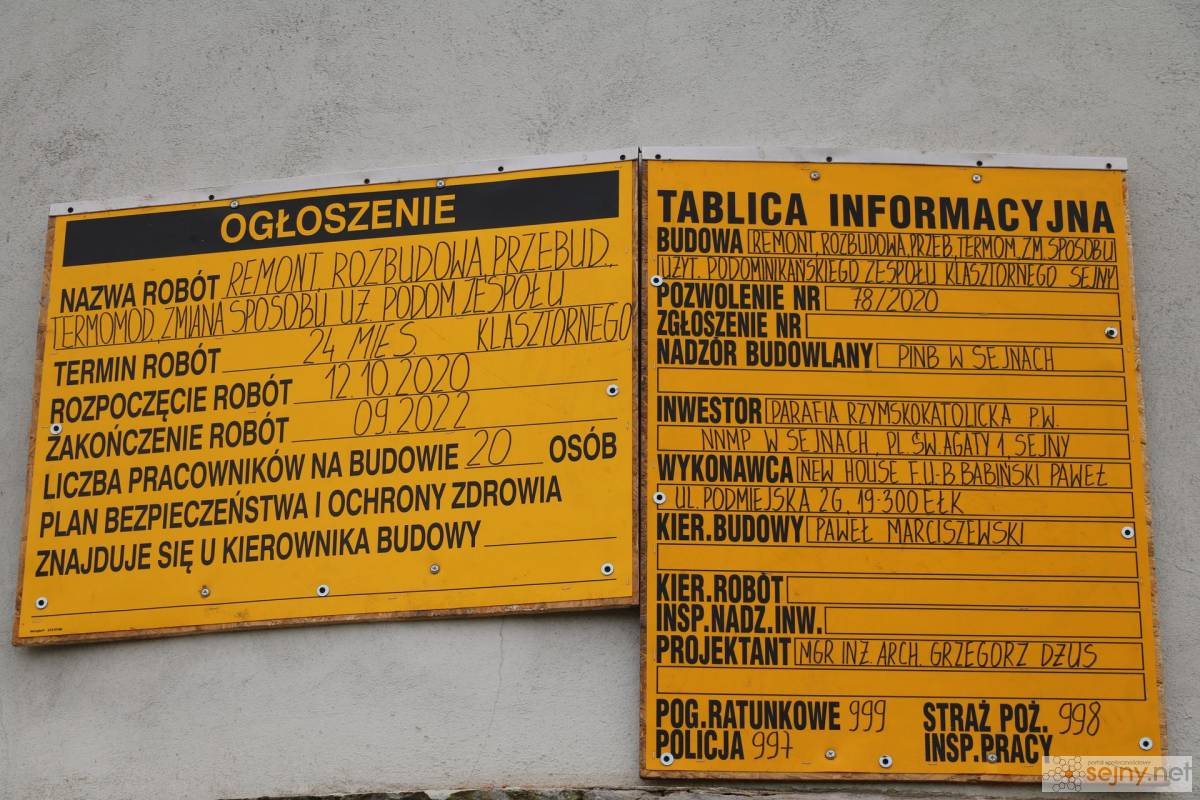 OGŁOSZENIE
NAZWA ROBÓT REMONT, ROZBUDOWA, PRZEBUD.
TERMOMOD, ZMIANA SPOSOBU UŻ PODOM ZESPOŁU
KLASZTORNEGO
TERMIN ROBÓT 24 MIES
ROZPOCZĘCIE ROBÓT 12.10.2020
ZAKOŃCZENIE ROBÓT 09.2022
LICZBA PRACOWNIKÓW NA BUDOWIE 20 OSÓB
PLAN BEZPIECZEŃSTWA I OCHRONY ZDROWIA
ZNAJDUJE SIĘ U KIEROWNIKA BUDOWY
TABLICA INFORMACYJNA
BUDOWA REMONT, ROZBUDOWA, PRZEB, TERMOM. ZM SPOSOBU
UŻYT. PODOMINIKAŃSKIEGO ZESPOŁU KLASZTORNEGO SEJNY
POZWOLENIE NR 78/2020
ZGŁOSZENIE NR
NADZÓR BUDOWLANY PINB W SEJNACH
INWESTOR PARAFIA RZYMSKOKATOLICKA P.W.
NNMP W SEJNACH, PL. ŚW. AGATY 1, SEJNY
WYKONAWCA NEW HOUSE F.U-B. BABIŃSKI PAWEŁ
UL. PODMIEJSKA 2G, 19-300 EŁK
KIER.BUDOWY PAWEŁ MARCISZEWSKI
KIER.ROBÓT
INSP.NADZ.INW.
PROJEKTANT MGR INŻ. ARCH. GRZEGORZ DŻUS
POG.RATUNKOWE 999 STRAŻ POŻ. 998
POLICJA 997 INSP.PRACY
portal społecznościowy
sejny.net